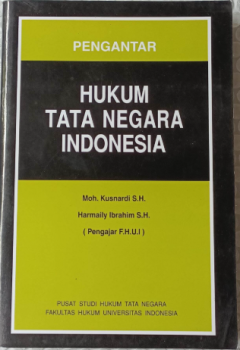 PENGANTAR
HUKUM
TATA NEGARA
INDONESIA
Moh. Kusnardi S.H.
Harmaily Ibrahim S.H.
( Pengajar F.H.U.I )
PUSAT STUDI HUKUM TATA NEGARA
FAKULTAS HUKUM UNIVERSITAS INDONESIA